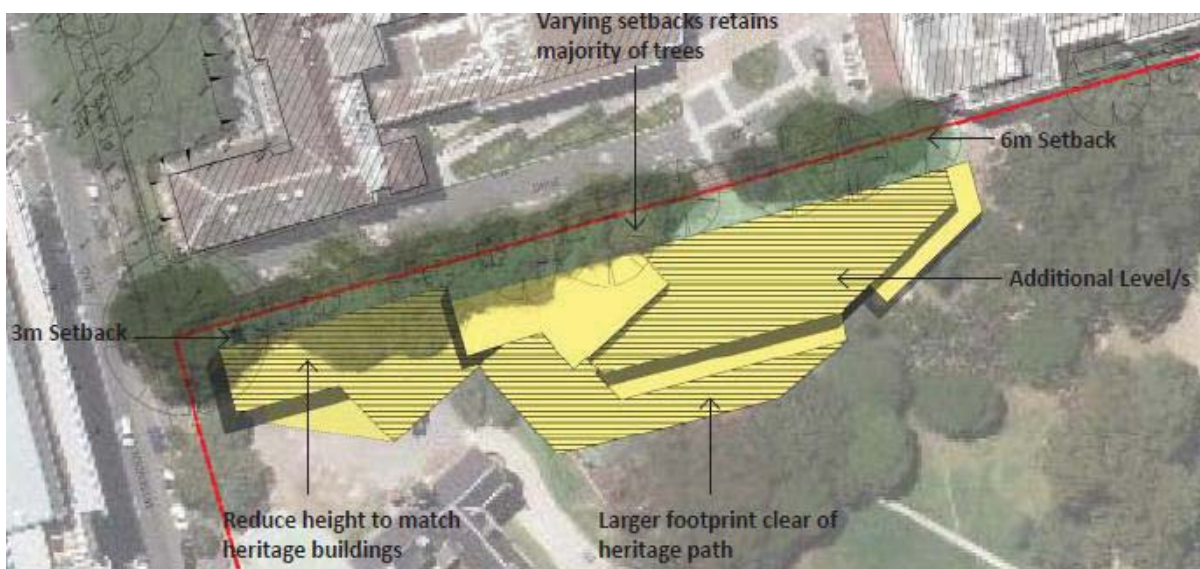 Varying setbacks retains
majority of trees
6m Setback
Additional Level/s
3m Setback
Reduce height to match
heritage buildings
Larger footprint clear of
heritage path